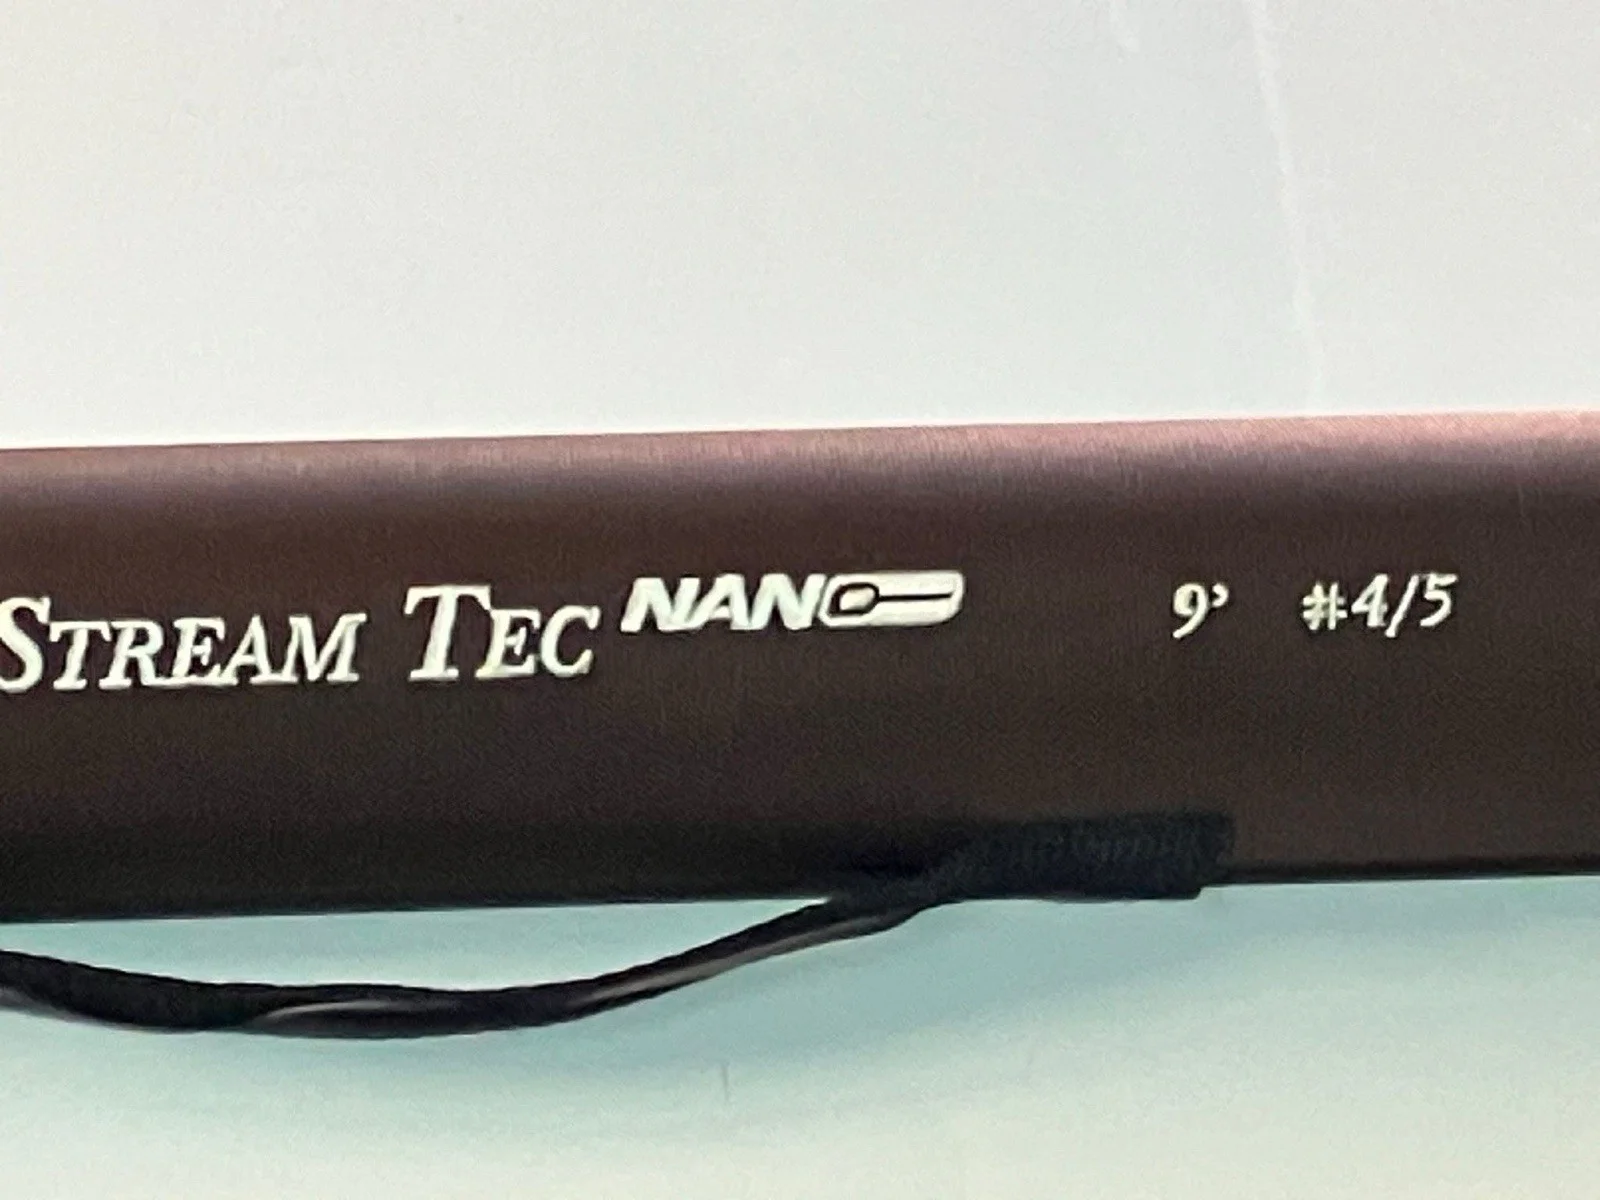 STREAM TEC NANO 9' #4/5